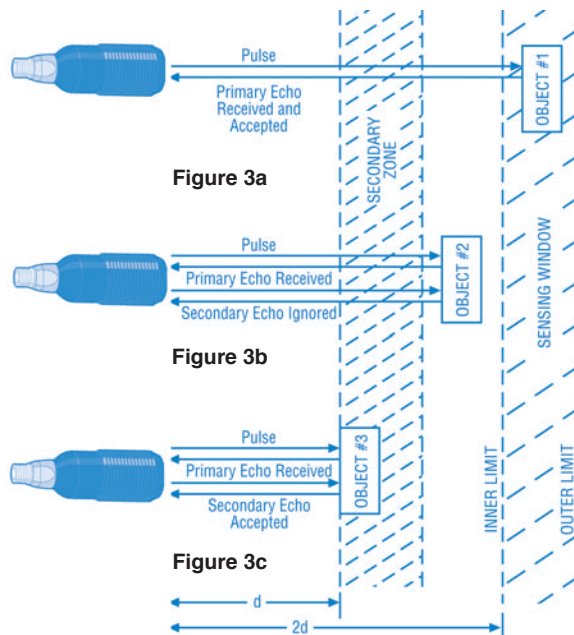 Pulse
Primary Echo
Received and
Accepted
OBJECT #1
SECONDARY
ZONE
Figure 3a
Pulse
Primary Echo Received
Secondary Echo Ignored
OBJECT #2
SENSING WINDOW
Figure 3b
Pulse
Primary Echo Received
Secondary Echo
Accepted
OBJECT #3
INNER LIMIT
OUTER LIMIT
Figure 3c
d
2d